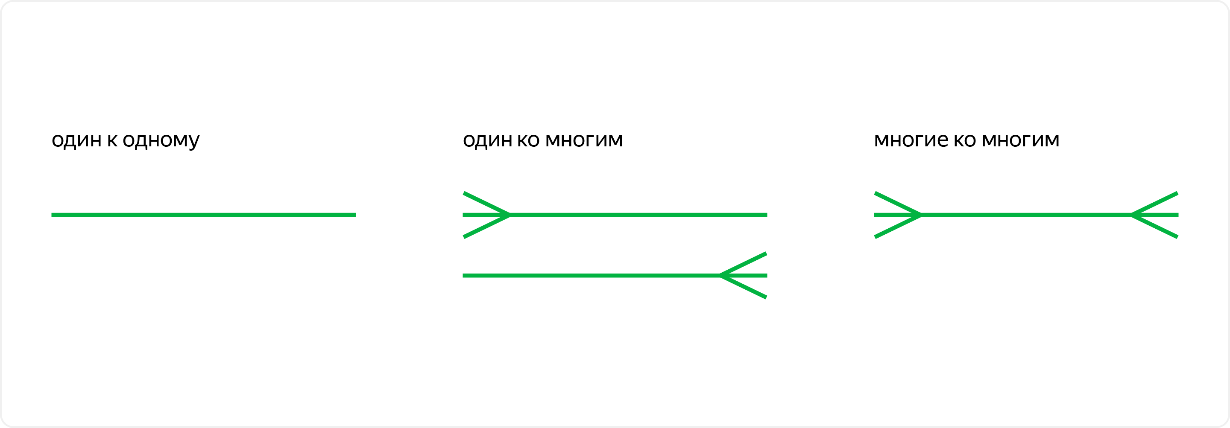 один к одному
один ко многим
многие ко многим